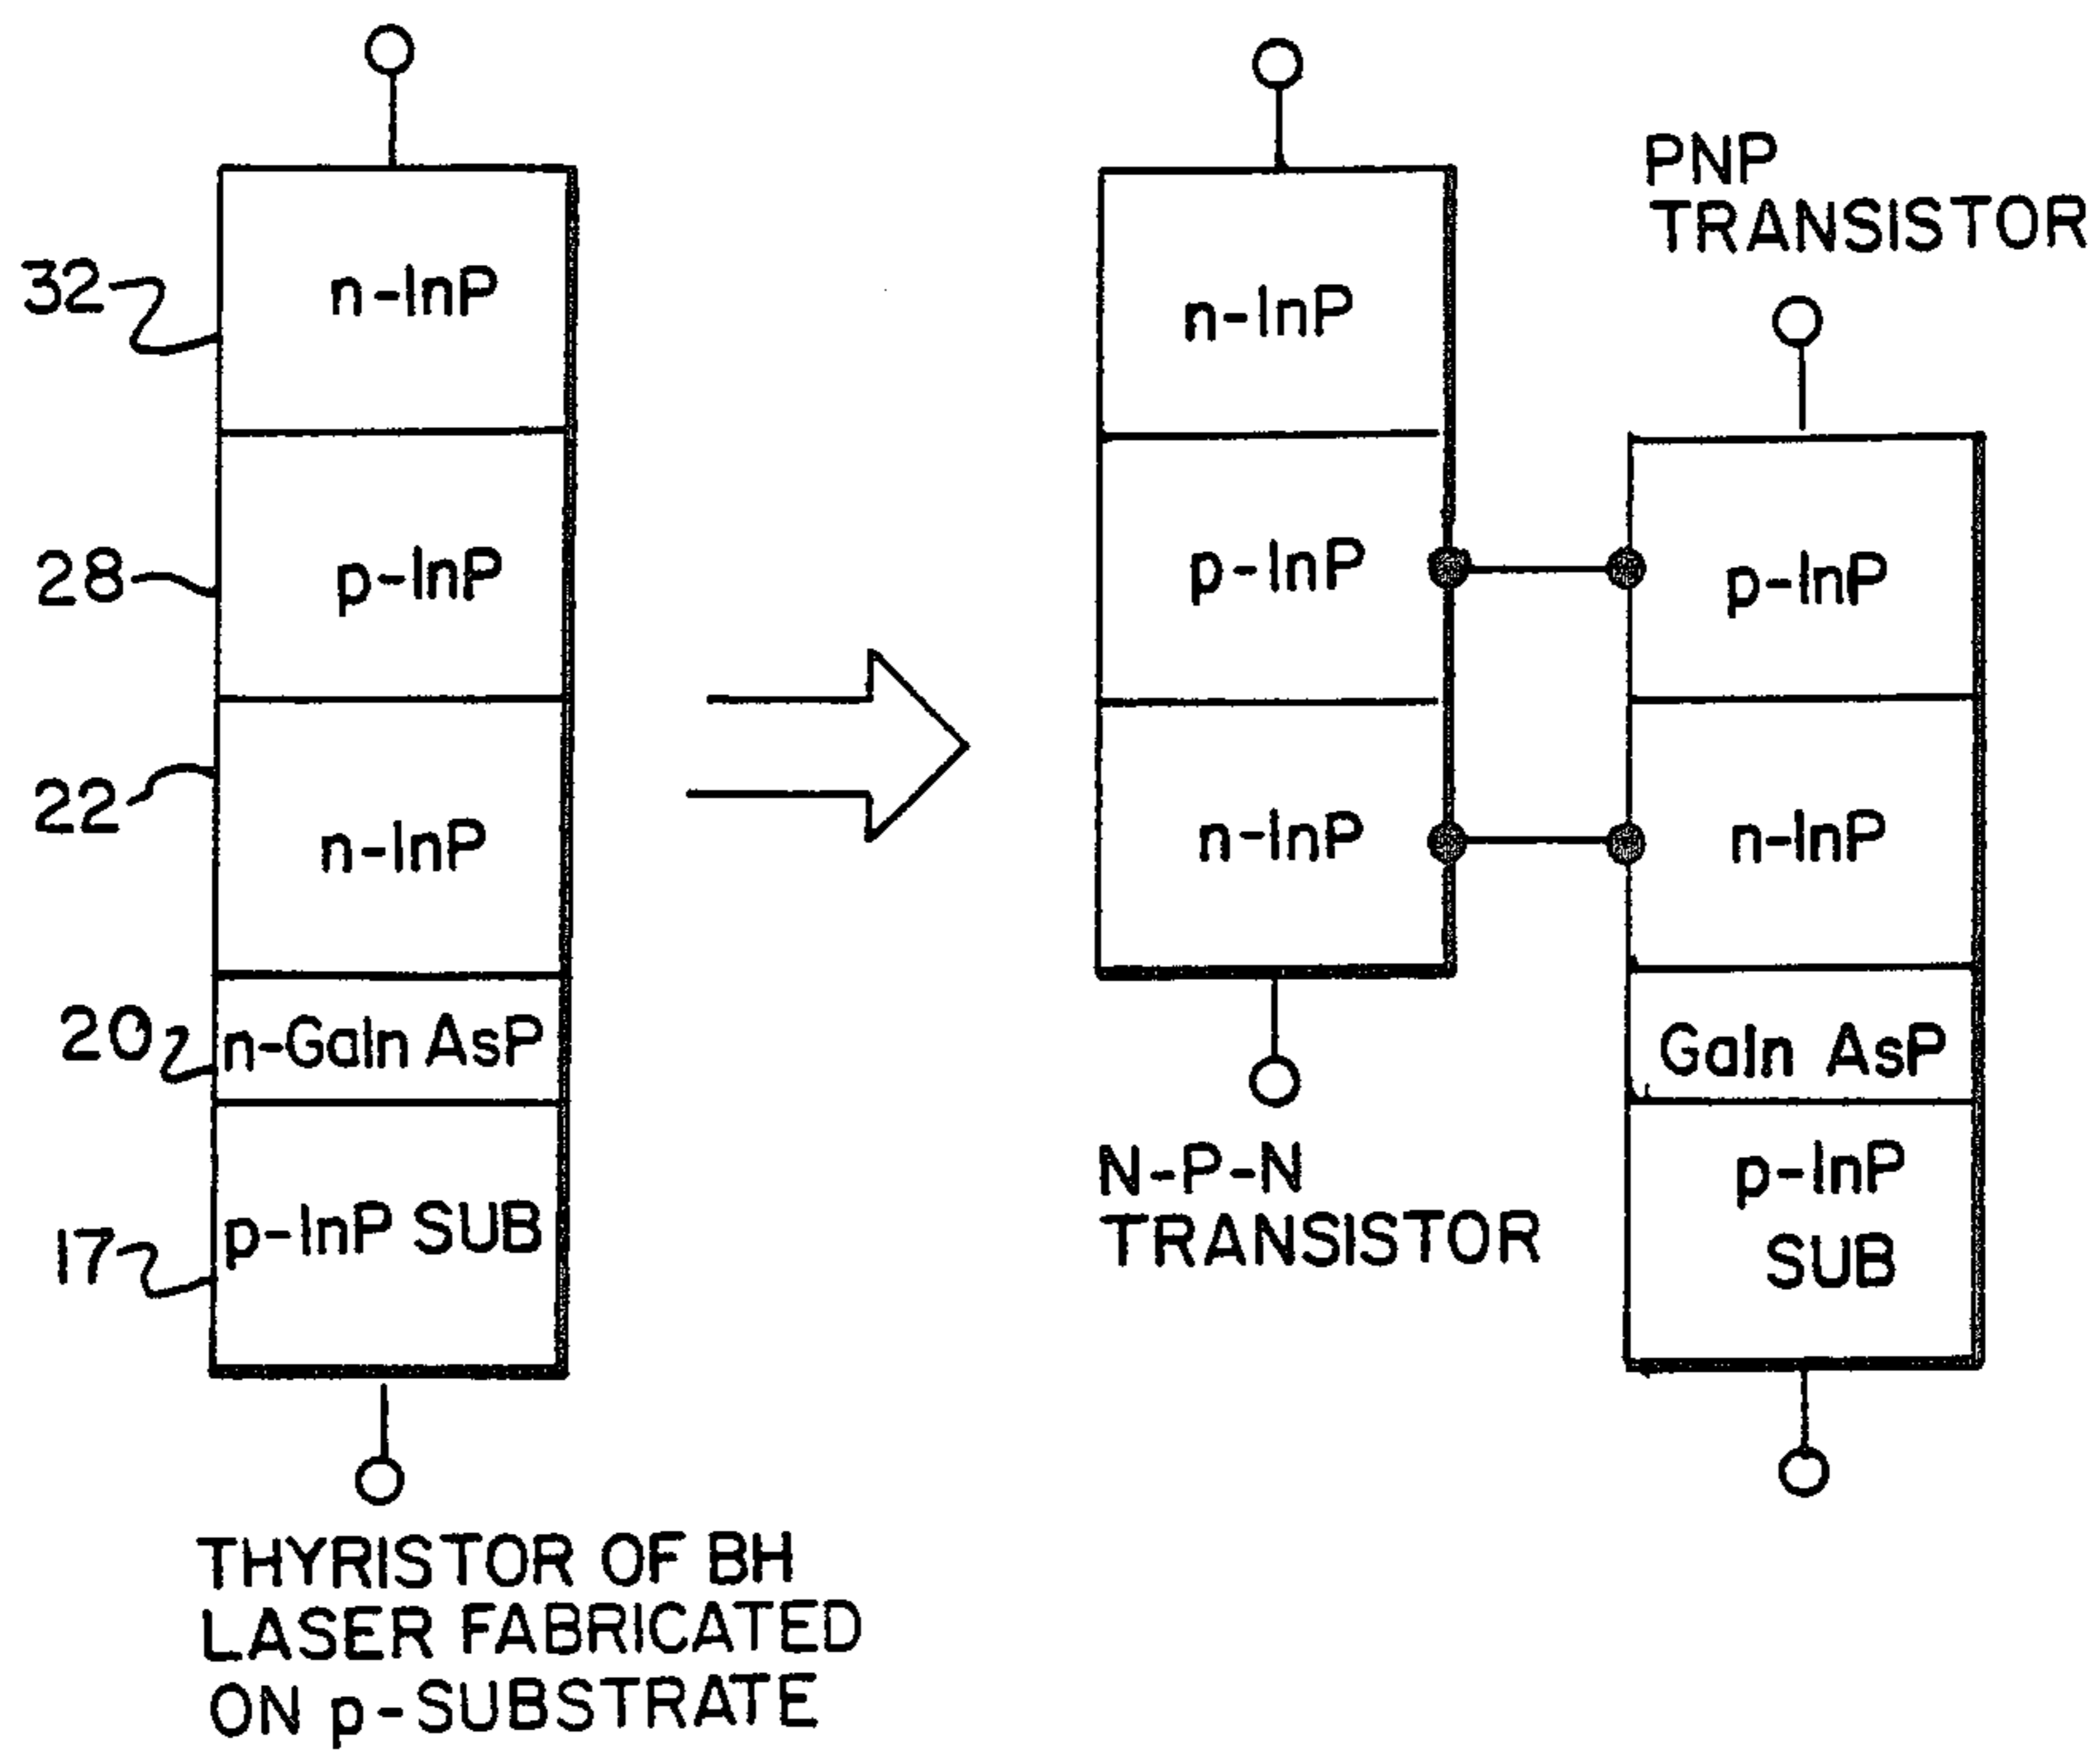 32
n-InP
28
p-InP
22
n-InP
20
n-GaIn AsP
17
p-InP SUB
THYRISTOR OF BH
LASER FABRICATED
ON p-SUBSTRATE
n-InP
p-InP
n-InP
N-P-N
TRANSISTOR
PNP
TRANSISTOR
p-InP
n-InP
GaIn AsP
p-InP
SUB